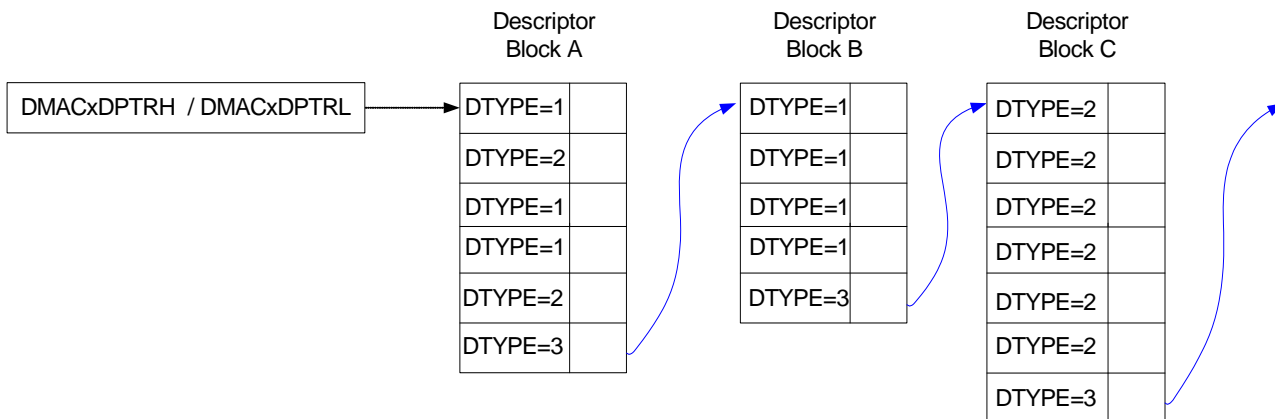 Descriptor
Block A
Descriptor
Block B
Descriptor
Block C
DMACxDPTRH / DMACxDPTRL
DTYPE=1
DTYPE=2
DTYPE=1
DTYPE=1
DTYPE=2
DTYPE=3
DTYPE=1
DTYPE=1
DTYPE=1
DTYPE=1
DTYPE=3
DTYPE=2
DTYPE=2
DTYPE=2
DTYPE=2
DTYPE=2
DTYPE=2
DTYPE=3